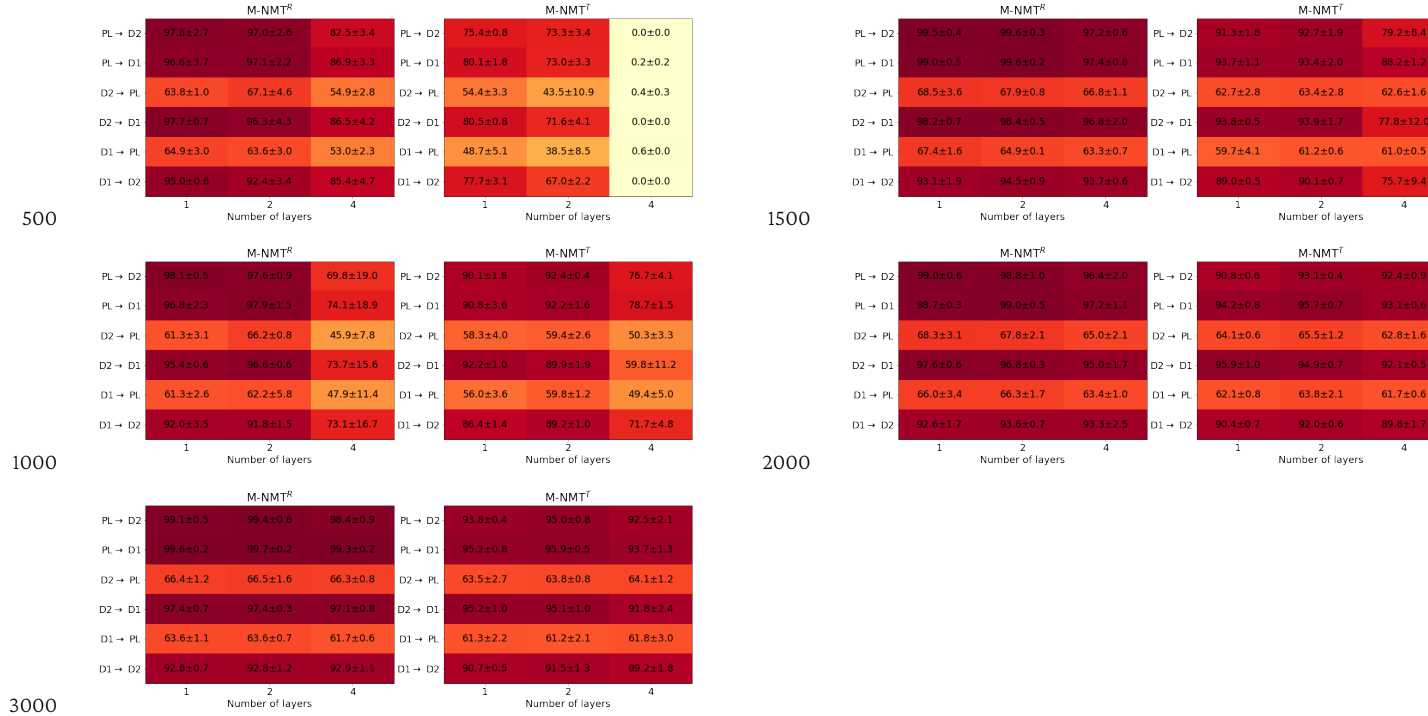 M-NMT^R M-NMT^T
PL → D2 97.8±2.7 97.0±2.6 82.5±3.4 PL → D2 75.4±0.8 73.3±3.4 0.0±0.0
PL → D1 96.6±3.7 97.1±2.2 86.9±3.3 PL → D1 80.1±1.8 73.0±3.3 0.2±0.2
D2 → PL 63.8±1.0 67.1±4.6 54.9±2.8 D2 → PL 54.4±3.3 43.5±10.9 0.4±0.3
D2 → D1 97.7±0.7 96.3±4.3 86.5±4.2 D2 → D1 80.5±0.8 71.6±4.1 0.0±0.0
D1 → PL 64.9±3.0 63.6±3.0 53.0±2.3 D1 → PL 48.7±5.1 38.5±8.5 0.6±0.0
D1 → D2 95.0±0.6 92.4±3.4 85.4±4.7 D1 → D2 77.7±3.1 67.0±2.2 0.0±0.0
1 2 4 1 2 4
Number of layers Number of layers
500
M-NMT^R M-NMT^T
PL → D2 99.5±0.4 99.6±0.3 97.2±0.6 PL → D2 91.3±1.8 92.7±1.9 79.2±8.4
PL → D1 99.0±0.5 99.6±0.2 97.4±0.8 PL → D1 93.7±1.1 93.4±2.0 88.2±1.2
D2 → PL 68.5±3.6 67.9±0.8 66.8±1.1 D2 → PL 62.7±2.8 63.4±2.8 62.6±1.6
D2 → D1 98.2±0.7 98.4±0.5 96.8±2.0 D2 → D1 93.8±0.5 93.9±1.7 77.8±12.0
D1 → PL 67.4±1.6 64.9±0.1 63.3±0.7 D1 → PL 59.7±4.1 61.2±0.6 61.0±0.5
D1 → D2 93.1±1.9 94.5±0.9 93.7±0.6 D1 → D2 89.0±0.5 90.1±0.7 75.7±9.4
1 2 4 1 2 4
Number of layers Number of layers
1500
M-NMT^R M-NMT^T
PL → D2 98.1±0.5 97.6±0.9 69.8±19.0 PL → D2 90.1±1.8 92.4±0.4 76.7±4.1
PL → D1 96.8±2.3 97.9±1.5 74.1±18.9 PL → D1 90.8±3.6 92.2±1.6 78.7±1.5
D2 → PL 61.3±3.1 66.2±0.8 45.9±7.8 D2 → PL 58.3±4.0 59.4±2.6 50.3±3.3
D2 → D1 95.4±0.6 96.6±0.6 73.7±15.6 D2 → D1 92.2±1.0 89.9±1.9 59.8±11.2
D1 → PL 61.3±2.6 62.2±5.8 47.9±11.4 D1 → PL 56.0±3.6 59.8±1.2 49.4±5.0
D1 → D2 92.0±3.5 91.8±1.5 73.1±16.7 D1 → D2 86.4±1.4 89.2±1.0 71.7±4.8
1 2 4 1 2 4
Number of layers Number of layers
1000
M-NMT^R M-NMT^T
PL → D2 99.0±0.6 98.8±1.0 96.4±2.0 PL → D2 90.8±0.6 93.1±0.4 92.4±0.9
PL → D1 98.7±0.3 99.0±0.5 97.2±1.1 PL → D1 94.2±0.8 95.7±0.7 93.1±0.6
D2 → PL 68.3±3.1 67.8±2.1 65.0±2.1 D2 → PL 64.1±0.6 65.5±1.2 62.8±1.6
D2 → D1 97.6±0.6 96.8±0.3 95.0±1.7 D2 → D1 95.9±1.0 94.9±0.7 92.1±0.5
D1 → PL 66.0±3.4 66.3±1.7 63.4±1.0 D1 → PL 62.1±0.8 63.8±2.1 61.7±0.6
D1 → D2 92.6±1.7 93.6±0.7 93.3±2.5 D1 → D2 90.4±0.7 92.0±0.6 89.8±1.7
1 2 4 1 2 4
Number of layers Number of layers
2000
M-NMT^R M-NMT^T
PL → D2 99.1±0.5 99.4±0.6 98.4±0.9 PL → D2 93.8±0.4 95.0±0.8 92.5±2.1
PL → D1 99.6±0.2 99.7±0.2 99.3±0.2 PL → D1 95.2±0.8 95.9±0.5 93.7±1.3
D2 → PL 66.4±1.2 66.5±1.6 66.3±0.8 D2 → PL 63.5±2.7 63.8±0.8 64.1±1.2
D2 → D1 97.4±0.7 97.4±0.3 97.1±0.8 D2 → D1 95.2±1.0 95.1±1.0 91.8±2.4
D1 → PL 63.6±1.1 63.6±0.7 61.7±0.6 D1 → PL 61.3±2.2 61.2±2.1 61.8±3.0
D1 → D2 92.8±0.7 92.8±1.2 92.9±1.1 D1 → D2 90.7±0.5 91.5±1.3 89.2±1.8
1 2 4 1 2 4
Number of layers Number of layers
3000